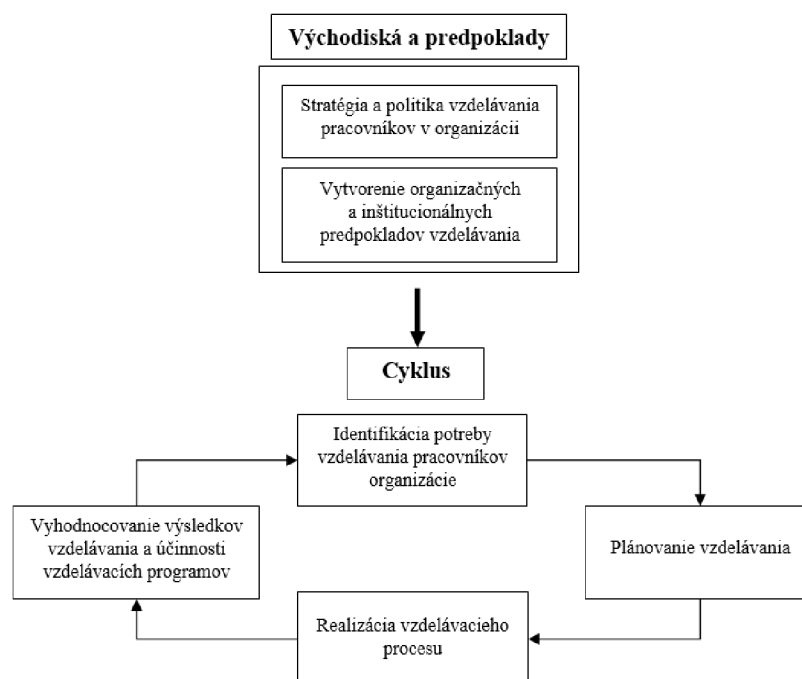 Východiská a predpoklady
Stratégia a politika vzdelávania
pracovníkov v organizácii
Vytvorenie organizačných
a inštitucionálnych
predpokladov vzdelávania
Cyklus
Identifikácia potreby
vzdelávania pracovníkov
organizácie
Plánovanie vzdelávania
Realizácia vzdelávacieho
procesu
Vyhodnocovanie výsledkov
vzdelávania a účinnosti
vzdelávacích programov